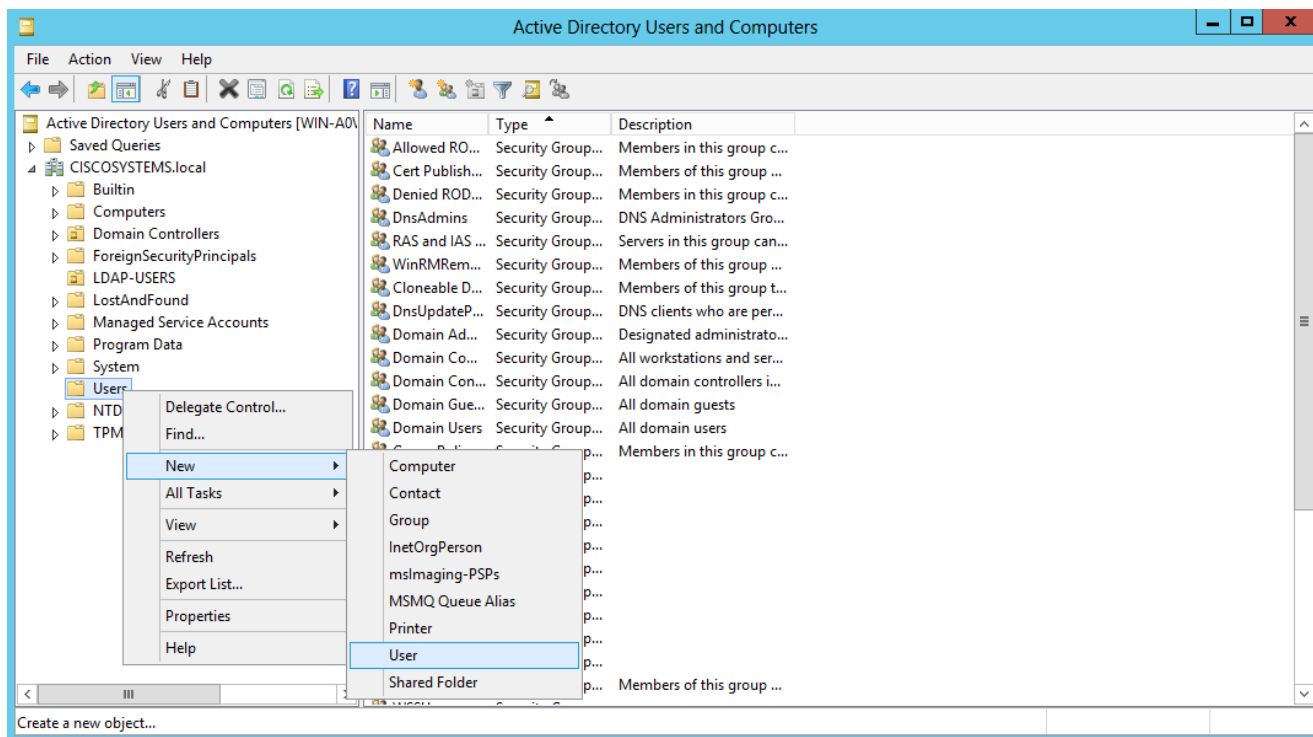 Active Directory Users and Computers
File Action View Help
Active Directory Users and Computers [WIN-A0\
Saved Queries
CISCOSYSTEMS.local
Builtin
Computers
Domain Controllers
ForeignSecurityPrincipals
LDAP-USERS
LostAndFound
Managed Service Accounts
Program Data
System
Users
NTD
TPM
Delegate Control...
Find...
New
All Tasks
View
Refresh
Export List...
Properties
Help
Computer
Contact
Group
InetOrgPerson
msImaging-PSPs
MSMQ Queue Alias
Printer
User
Shared Folder
Name Type Description
Allowed RO... Security Group... Members in this group c...
Cert Publish... Security Group... Members of this group ...
Denied ROD... Security Group... Members in this group c...
DnsAdmins Security Group... DNS Administrators Gro...
RAS and IAS ... Security Group... Servers in this group can...
WinRMRem... Security Group... Members of this group ...
Cloneable D... Security Group... Members of this group t...
DnsUpdateP... Security Group... DNS clients who are per...
Domain Ad... Security Group... Designated administrato...
Domain Co... Security Group... All workstations and ser...
Domain Con... Security Group... All domain controllers i...
Domain Gue... Security Group... All domain guests
Domain Users Security Group... All domain users
p... Members in this group c...
p...
p...
p...
p...
p...
p...
p...
p...
p...
p... Members of this group ...
Create a new object...